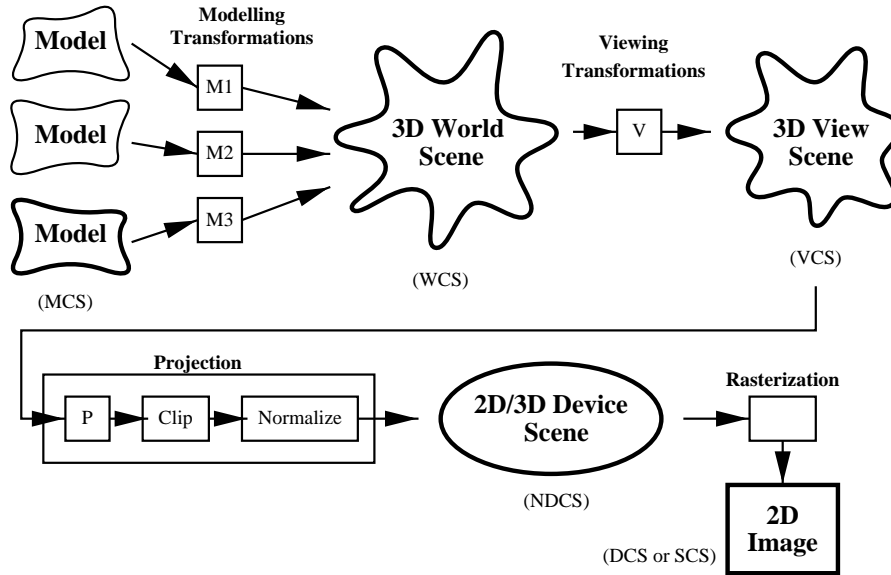 Model
Modelling
Transformations
M1
Model
M2
Model
M3
(MCS)
3D World
Scene
(WCS)
Viewing
Transformations
V
3D View
Scene
(VCS)
Projection
P
Clip
Normalize
2D/3D Device
Scene
(NDCS)
Rasterization
2D
Image
(DCS or SCS)